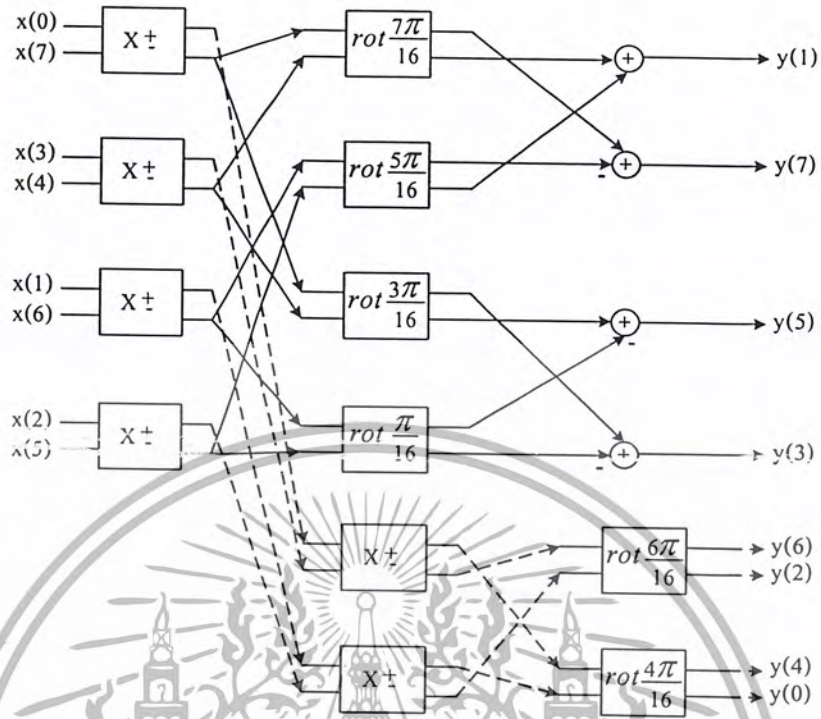 x(0)
x(7)
X ±
rot 7π/16
+
y(1)
x(3)
x(4)
X ±
rot 5π/16
-
+
y(7)
x(1)
x(6)
X ±
rot 3π/16
+
-
-
y(5)
x(2)
x(5)
X ±
rot π/16
-
+
y(3)
X ±
rot 6π/16
y(6)
y(2)
X ±
rot 4π/16
y(4)
y(0)